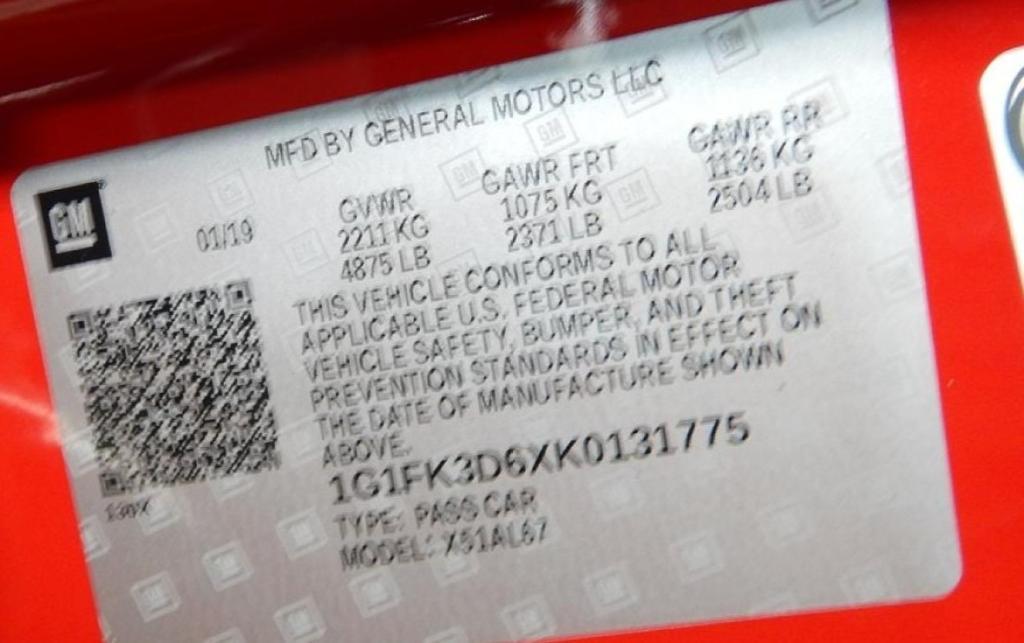 MFD BY GENERAL MOTORS LLC
GM
01/19
GVWR
2211 KG
4875 LB
GAWR FRT
1075 KG
2371 LB
GAWR RR
1136 KG
2504 LB
THIS VEHICLE CONFORMS TO ALL
APPLICABLE U.S. FEDERAL MOTOR
VEHICLE SAFETY, BUMPER, AND THEFT
PREVENTION STANDARDS IN EFFECT ON
THE DATE OF MANUFACTURE SHOWN
ABOVE.
1G1FK3D6XK0131775
TYPE: PASS CAR
MODEL: X51AL67